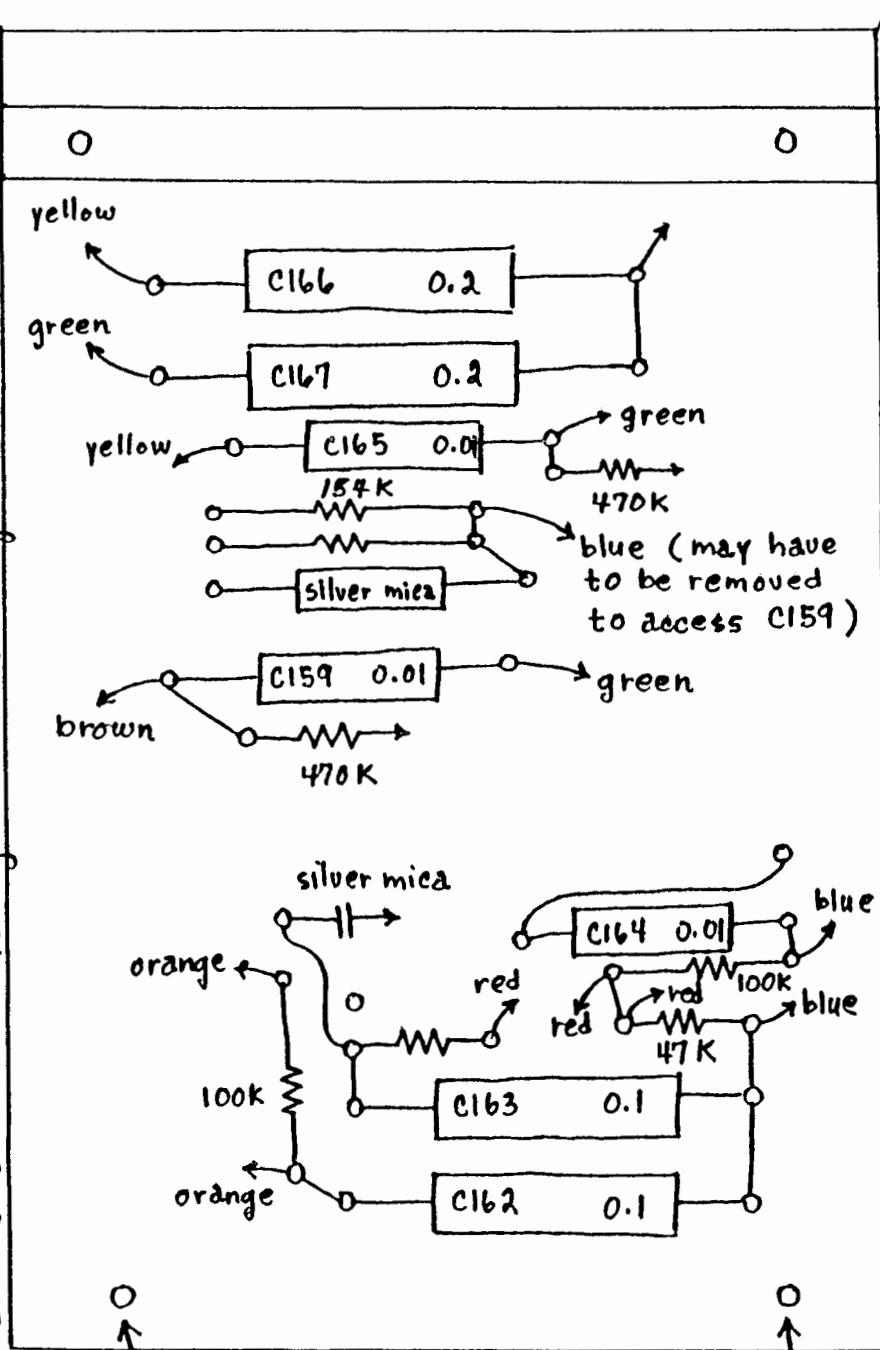 yellow
C166 0.2
green
C167 0.2
green
yellow
C165 0.01
154K
470K
blue (may have
to be removed
to access C159)
silver mica
C159 0.01
green
brown
470K
silver mica
blue
C164 0.01
orange
red
100K
red
red
blue
47K
100K
C163 0.1
orange
C162 0.1